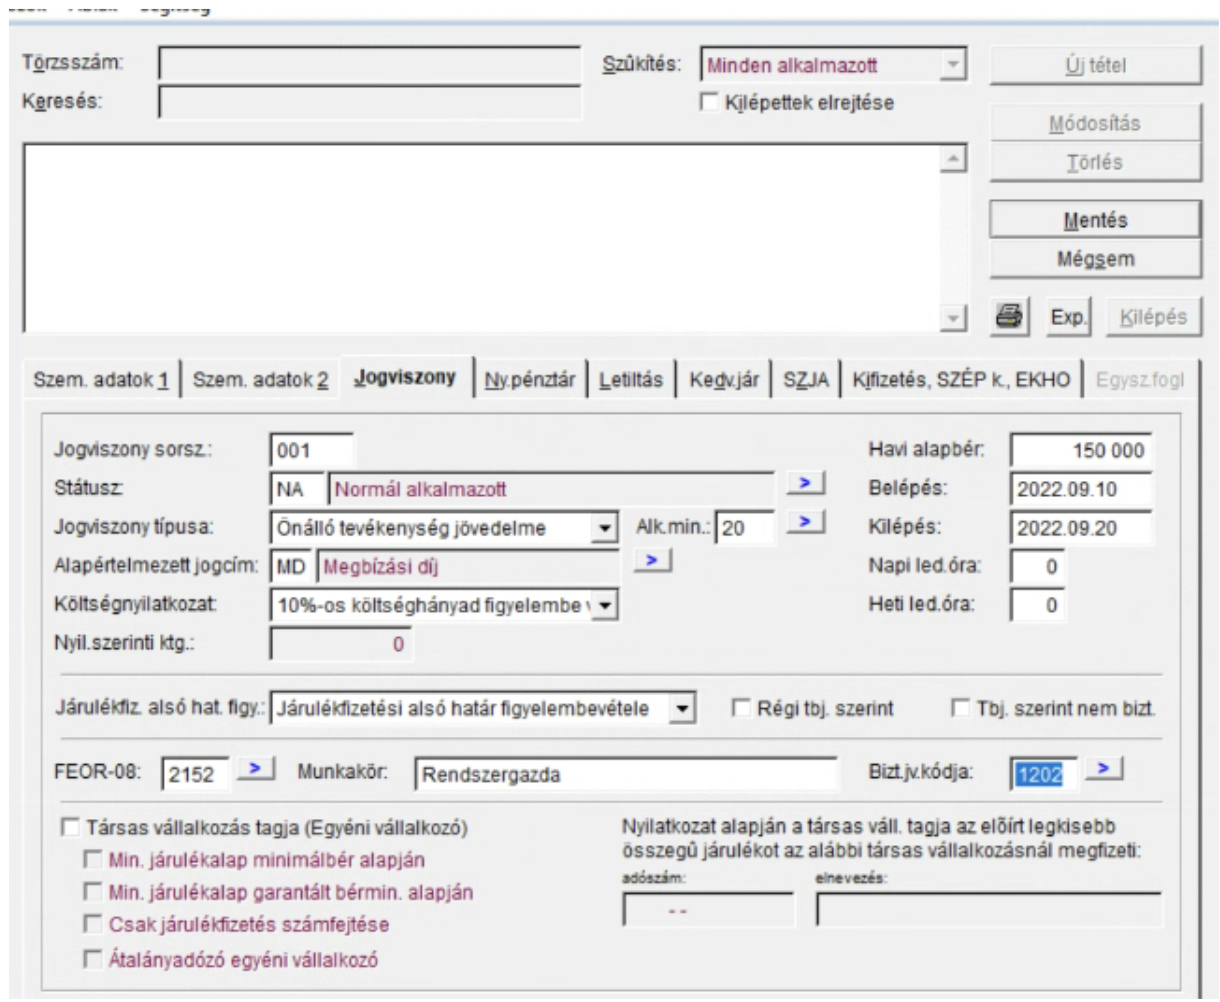 Törzsszám:
Szûkítés: Minden alkalmazott
Új tétel
Keresés:
Kilépettek elrejtése
Módosítás
Törlés
Mentés
Mégsem
Exp.
Kilépés
Szem. adatok 1 Szem. adatok 2 Jogviszony Ny.pénztár Letiltás Kedv.jár SZJA Kifizetés, SZÉP k., EKHO Egysz.fogl
Jogviszony sorsz.: 001
Havi alapbér: 150 000
Státusz: NA Normál alkalmazott >
Belépés: 2022.09.10
Jogviszony típusa: Önálló tevékenység jövedelme Alk.min.: 20 >
Kilépés: 2022.09.20
Alapértelmezett jogcím: MD Megbízási díj >
Napi led.óra: 0
Költségnyilatkozat: 10%-os költséghányad figyelembe v
Heti led.óra: 0
Nyil.szerinti ktg.: 0
Járulékfiz. alsó hat. figy.: Járulékfizetési alsó határ figyelembevétele
Régi tbj. szerint
Tbj. szerint nem bizt.
FEOR-08: 2152 > Munkakör: Rendszergazda
Bizt.jv.kódja: 1202 >
Társas vállalkozás tagja (Egyéni vállalkozó)
Min. járulékalap minimálbér alapján
Min. járulékalap garantált bérmin. alapján
Csak járulékfizetés számfejtése
Átalányadózó egyéni vállalkozó
Nyilatkozat alapján a társas váll. tagja az elõírt legkisebb
összegû járulékot az alábbi társas vállalkozásnál megfizeti:
adószám: elnevezés:
- -